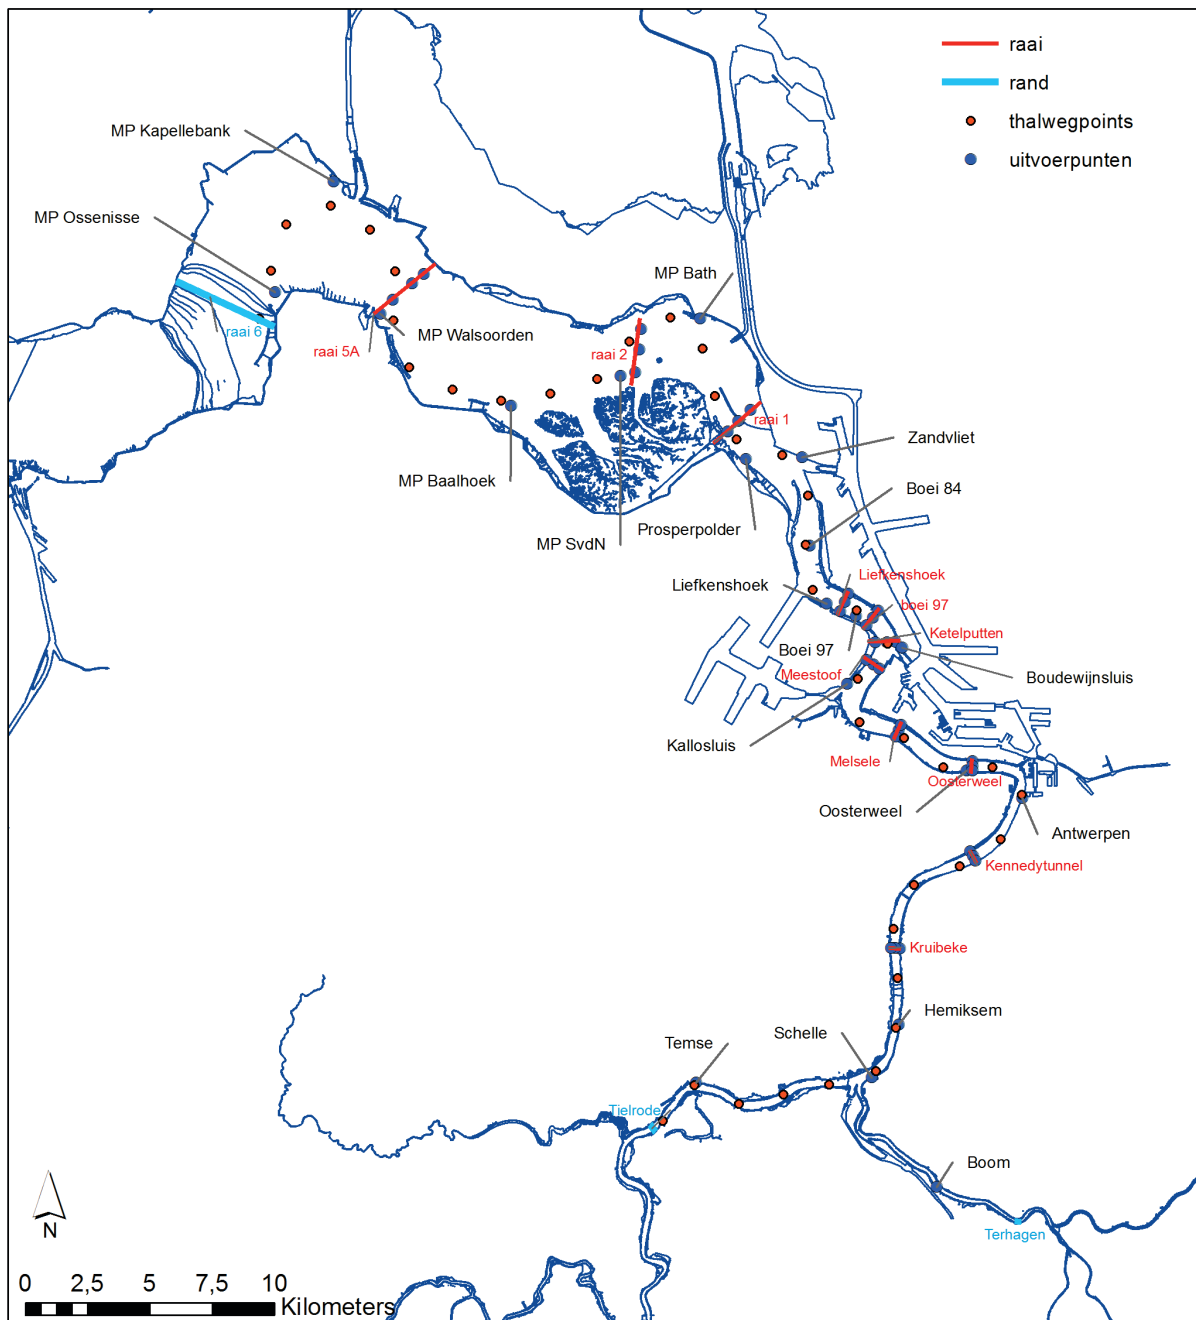 raai
rand
thalwegpoints
uitvoerpunten
MP Kapellebank
MP Ossenisse
MP Bath
raai 6
raai 5A
MP Walsoorden
raai 2
raai 1
Zandvliet
MP Baalhoek
Boei 84
MP SvdN
Prosperpolder
Liefkenshoek
Liefkenshoek
boei 97
Ketelputten
Boei 97
Meestoof
Boudewijnsluis
Kallosluis
Melsele
Oosterweel
Oosterweel
Antwerpen
Kennedytunnel
Kruibeke
Hemiksem
Schelle
Temse
Tielrode
Boom
Terhagen
N
0 2,5 5 7,5 10
Kilometers